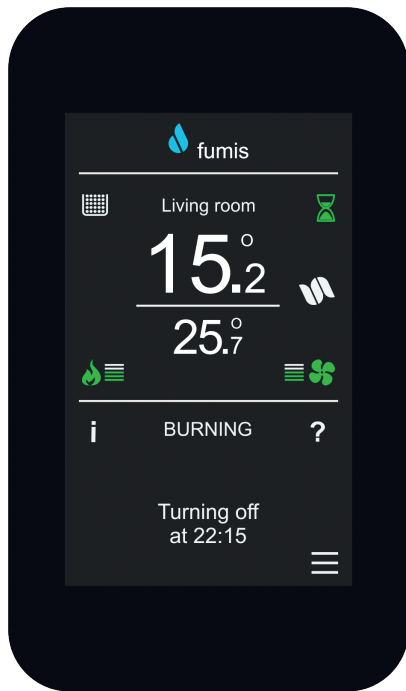 fumis
Living room
15.2°
25.7°
i BURNING ?
Turning off
at 22:15